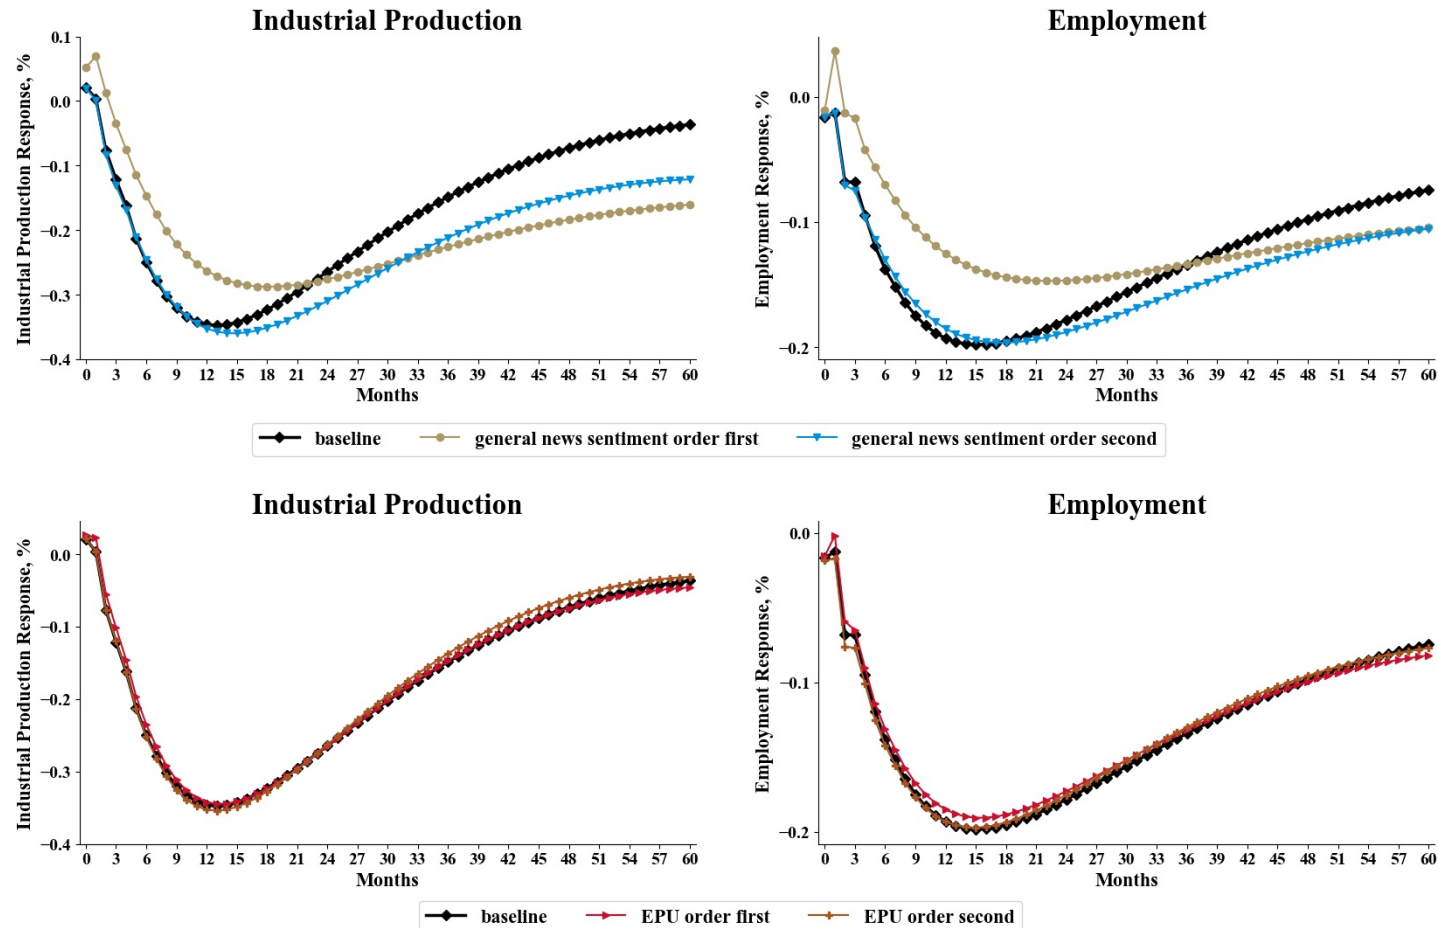 Industrial Production
Employment
Industrial Production Response, %
0.1
0.0
−0.1
−0.2
−0.3
−0.4
0 3 6 9 12 15 18 21 24 27 30 33 36 39 42 45 48 51 54 57 60
Months
Employment Response, %
0.0
−0.1
−0.2
0 3 6 9 12 15 18 21 24 27 30 33 36 39 42 45 48 51 54 57 60
Months
baseline general news sentiment order first general news sentiment order second
Industrial Production
Employment
Industrial Production Response, %
0.0
−0.1
−0.2
−0.3
−0.4
0 3 6 9 12 15 18 21 24 27 30 33 36 39 42 45 48 51 54 57 60
Months
Employment Response, %
0.0
−0.1
−0.2
0 3 6 9 12 15 18 21 24 27 30 33 36 39 42 45 48 51 54 57 60
Months
baseline EPU order first EPU order second